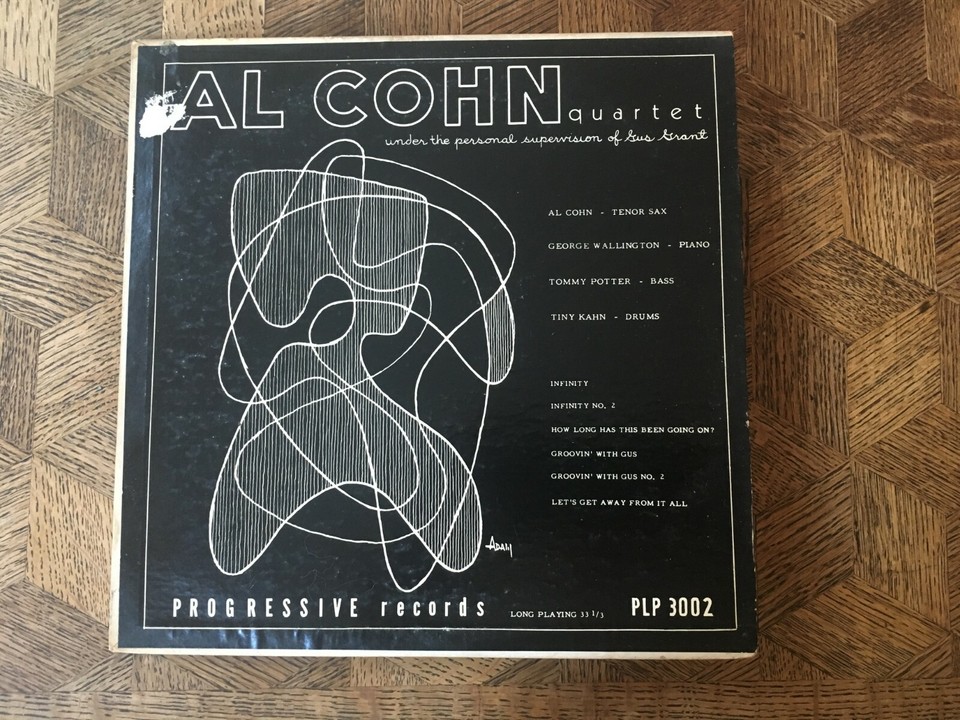 AL COHN quartet
under the personal supervision of Gus Grant
AL COHN - TENOR SAX
GEORGE WALLINGTON - PIANO
TOMMY POTTER - BASS
TINY KAHN - DRUMS
INFINITY
INFINITY NO. 2
HOW LONG HAS THIS BEEN GOING ON?
GROOVIN' WITH GUS
GROOVIN' WITH GUS NO. 2
LET'S GET AWAY FROM IT ALL
ADAM
PROGRESSIVE records LONG PLAYING 33 1/3 PLP 3002